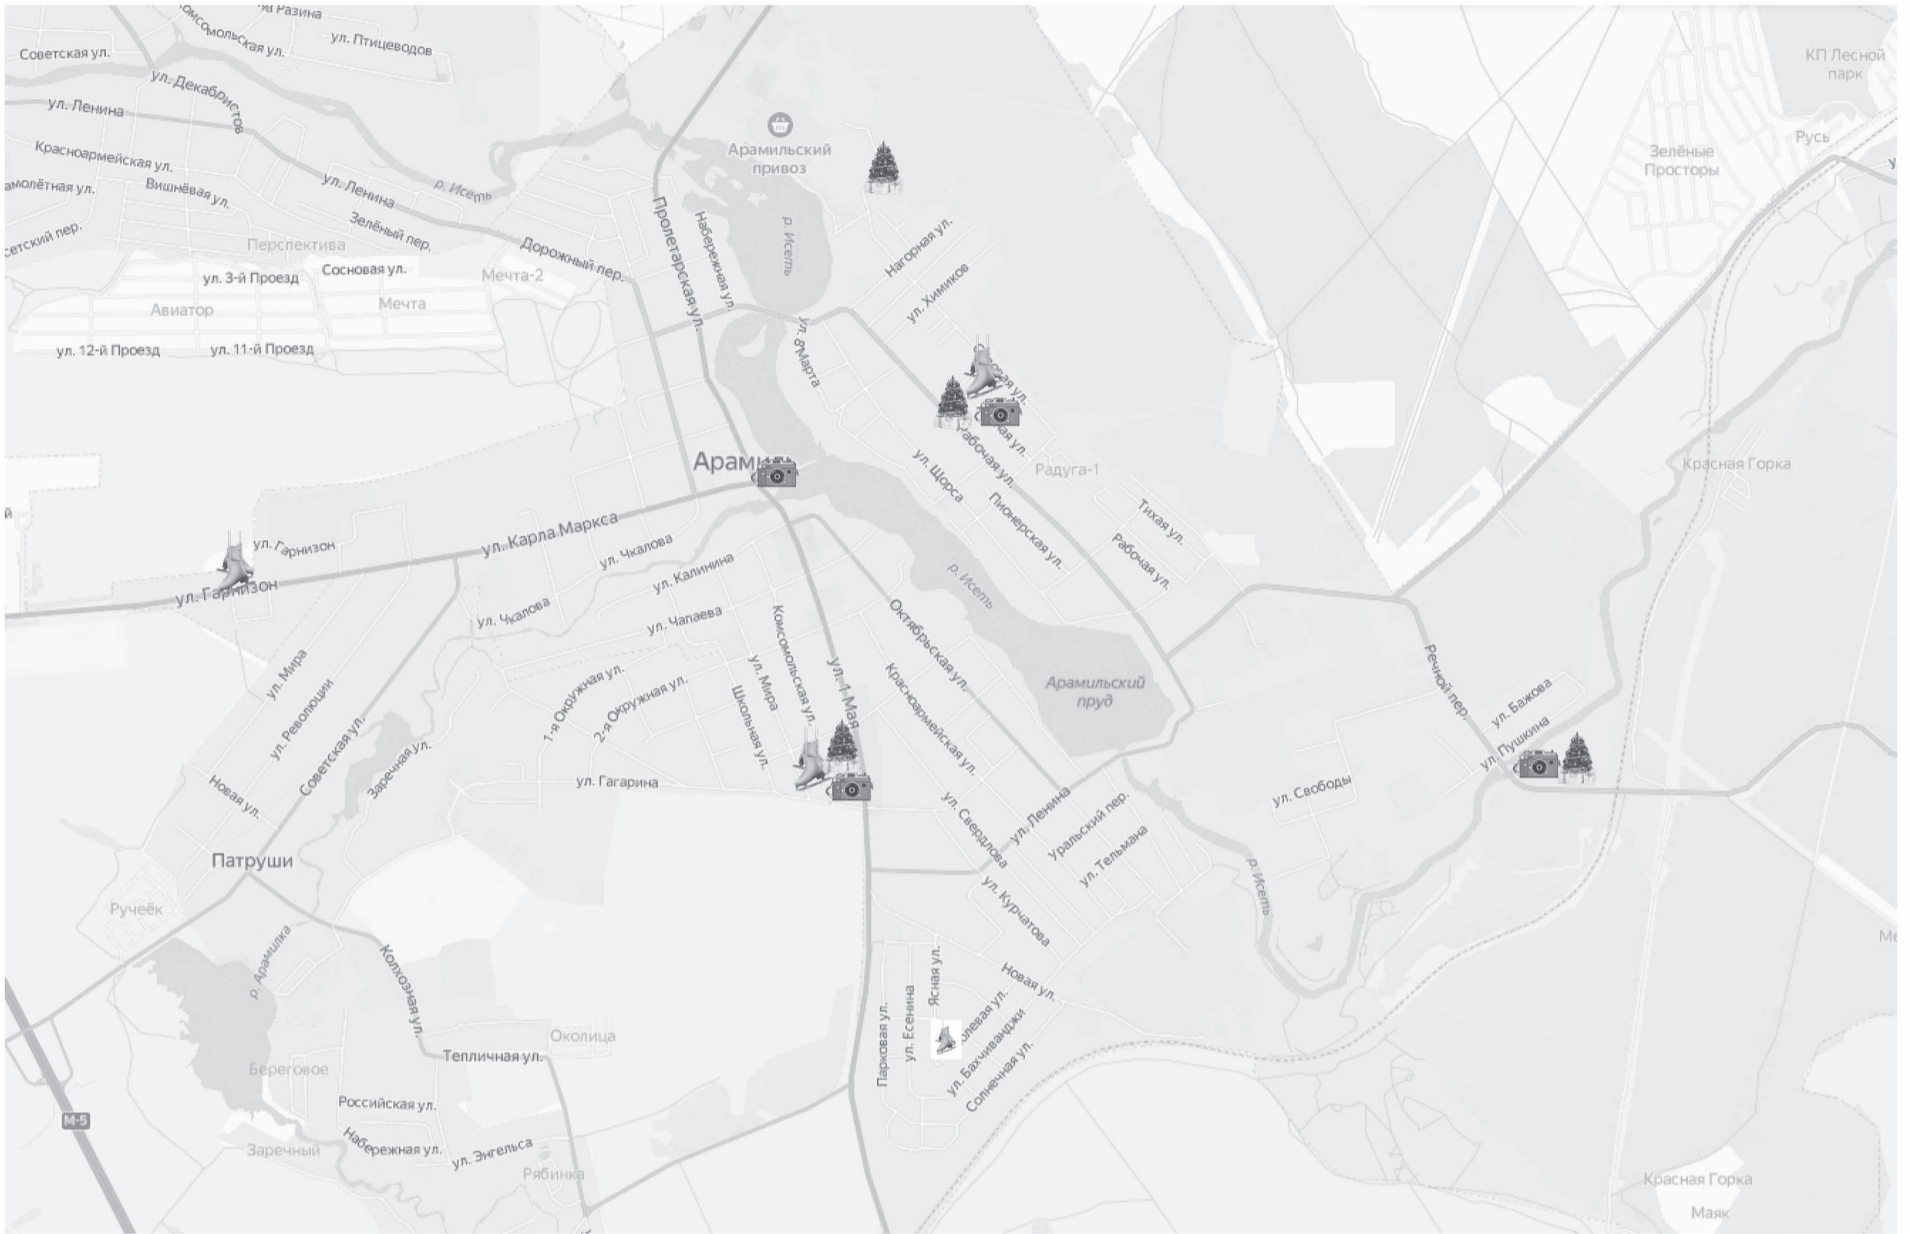 Комсомольская ул.
ул. Птицеводов
Советская ул.
ул. Декабристов
ул. Ленина
Красноармейская ул.
Вишнёвая ул.
ул. Ленина
р. Исеть
Зелёный пер.
Перспектива
Дорожный пер.
ул. 3-й Проезд
Сосновая ул.
Мечта-2
Авиатор
Мечта
ул. 12-й Проезд
ул. 11-й Проезд
Арамильский
привоз
Пролетарская ул.
Набережная ул.
р. Исеть
Нагорная ул.
ул. Химиков
ул. 8 Марта
КП Лесной
парк
Русь
Зелёные
Просторы
Красная Горка
Рабочая ул.
Радуга-1
ул. Щорса
Пионерская ул.
Тихая ул.
Рабочая ул.
Арамиль
ул. Карла Маркса
ул. Гарнизон
ул. Гарнизон
ул. Чкалова
ул. Калинина
ул. Чкалова
ул. Чапаева
р. Исеть
Октябрьская ул.
Комсомольская ул.
ул. 1 Мая
ул. Мира
Школьная ул.
Красноармейская ул.
1-я Окружная ул.
2-я Окружная ул.
ул. Мира
ул. Революции
Советская ул.
Заречная ул.
Новая ул.
ул. Гагарина
Арамильский
пруд
Речной пер.
ул. Бажова
ул. Пушкина
ул. Свободы
ул. Свердлова
ул. Ленина
Уральский пер.
ул. Тельмана
ул. Курчатова
р. Исеть
Патруши
Ручеёк
р. Арамилка
Колхозная ул.
Околица
Тепличная ул.
Береговое
Российская ул.
Набережная ул.
ул. Энгельса
Заречный
Рябинка
М-5
Парковая ул.
ул. Есенина
Ясная ул.
Новая ул.
ул. Бахчиванджи
Солнечная ул.
Красная Горка
Маяк